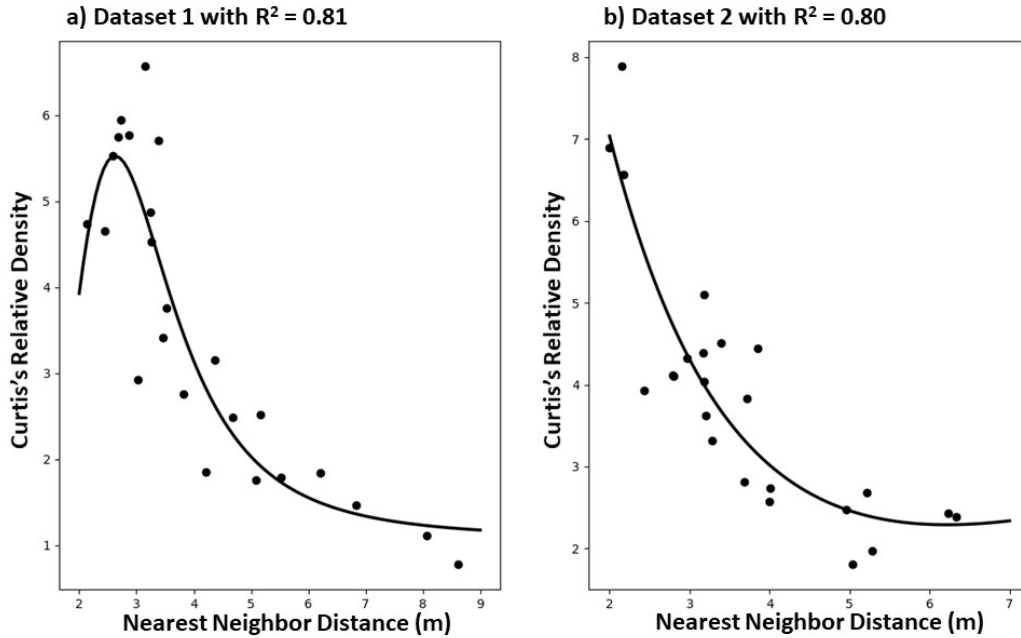 a) Dataset 1 with R² = 0.81
6
5
4
3
2
1
Curtis's Relative Density
2 3 4 5 6 7 8 9
Nearest Neighbor Distance (m)
b) Dataset 2 with R² = 0.80
8
7
6
5
4
3
2
Curtis's Relative Density
2 3 4 5 6 7
Nearest Neighbor Distance (m)